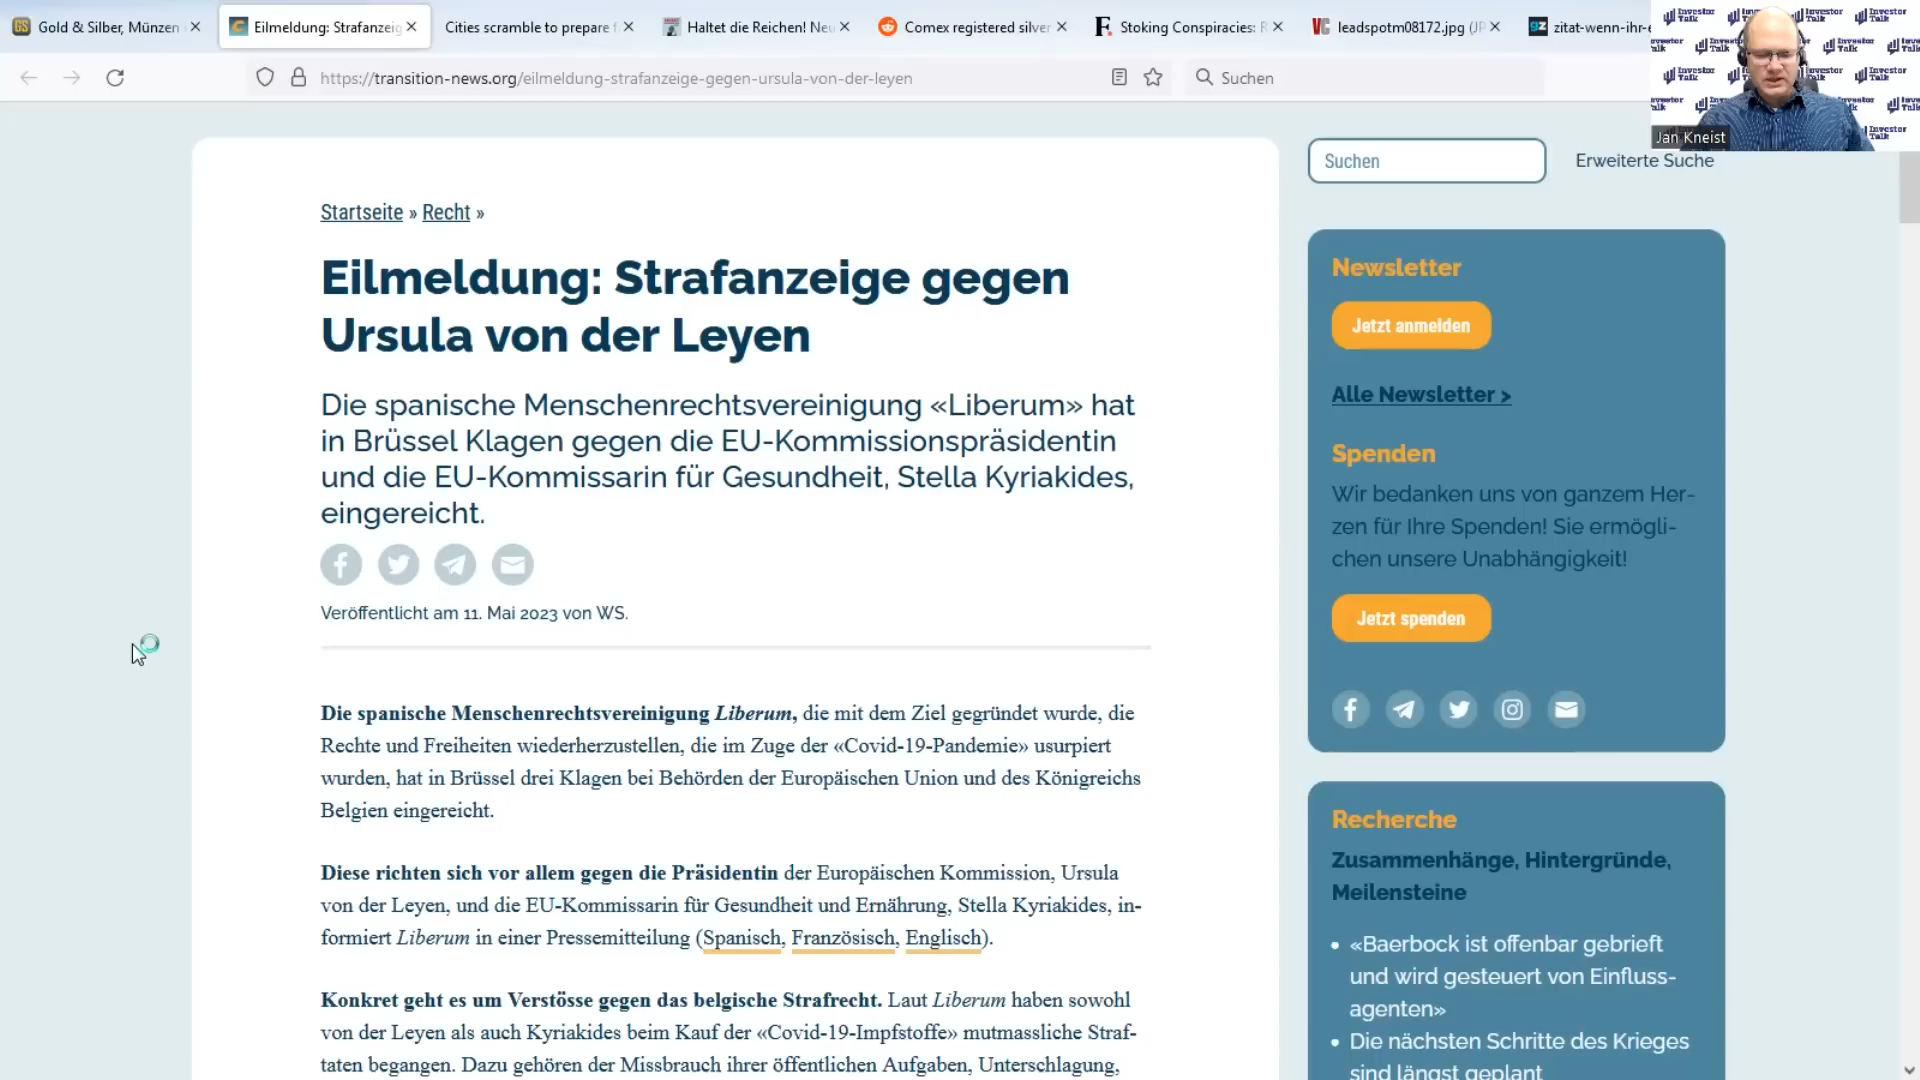 Gold & Silber, Münzen
Eilmeldung: Strafanzeig
Cities scramble to prepare f
Haltet die Reichen! Neu
Comex registered silver
Stoking Conspiracies: R
leadspotm08172.jpg (JP
zitat-wenn-ihr-e
https://transition-news.org/eilmeldung-strafanzeige-gegen-ursula-von-der-leyen
Suchen
Investor Talk
Jan Kneist
Suchen
Erweiterte Suche
Startseite » Recht »
Eilmeldung: Strafanzeige gegen
Ursula von der Leyen
Die spanische Menschenrechtsvereinigung «Liberum» hat
in Brüssel Klagen gegen die EU-Kommissionspräsidentin
und die EU-Kommissarin für Gesundheit, Stella Kyriakides,
eingereicht.
Veröffentlicht am 11. Mai 2023 von WS.
Die spanische Menschenrechtsvereinigung Liberum, die mit dem Ziel gegründet wurde, die
Rechte und Freiheiten wiederherzustellen, die im Zuge der «Covid-19-Pandemie» usurpiert
wurden, hat in Brüssel drei Klagen bei Behörden der Europäischen Union und des Königreichs
Belgien eingereicht.
Diese richten sich vor allem gegen die Präsidentin der Europäischen Kommission, Ursula
von der Leyen, und die EU-Kommissarin für Gesundheit und Ernährung, Stella Kyriakides, in-
formiert Liberum in einer Pressemitteilung (Spanisch, Französisch, Englisch).
Konkret geht es um Verstösse gegen das belgische Strafrecht. Laut Liberum haben sowohl
von der Leyen als auch Kyriakides beim Kauf der «Covid-19-Impfstoffe» mutmassliche Straf-
taten begangen. Dazu gehören der Missbrauch ihrer öffentlichen Aufgaben, Unterschlagung,
Newsletter
Jetzt anmelden
Alle Newsletter >
Spenden
Wir bedanken uns von ganzem Her-
zen für Ihre Spenden! Sie ermögli-
chen unsere Unabhängigkeit!
Jetzt spenden
Recherche
Zusammenhänge, Hintergründe,
Meilensteine
«Baerbock ist offenbar gebrieft
und wird gesteuert von Einfluss-
agenten»
Die nächsten Schritte des Krieges
sind längst geplant